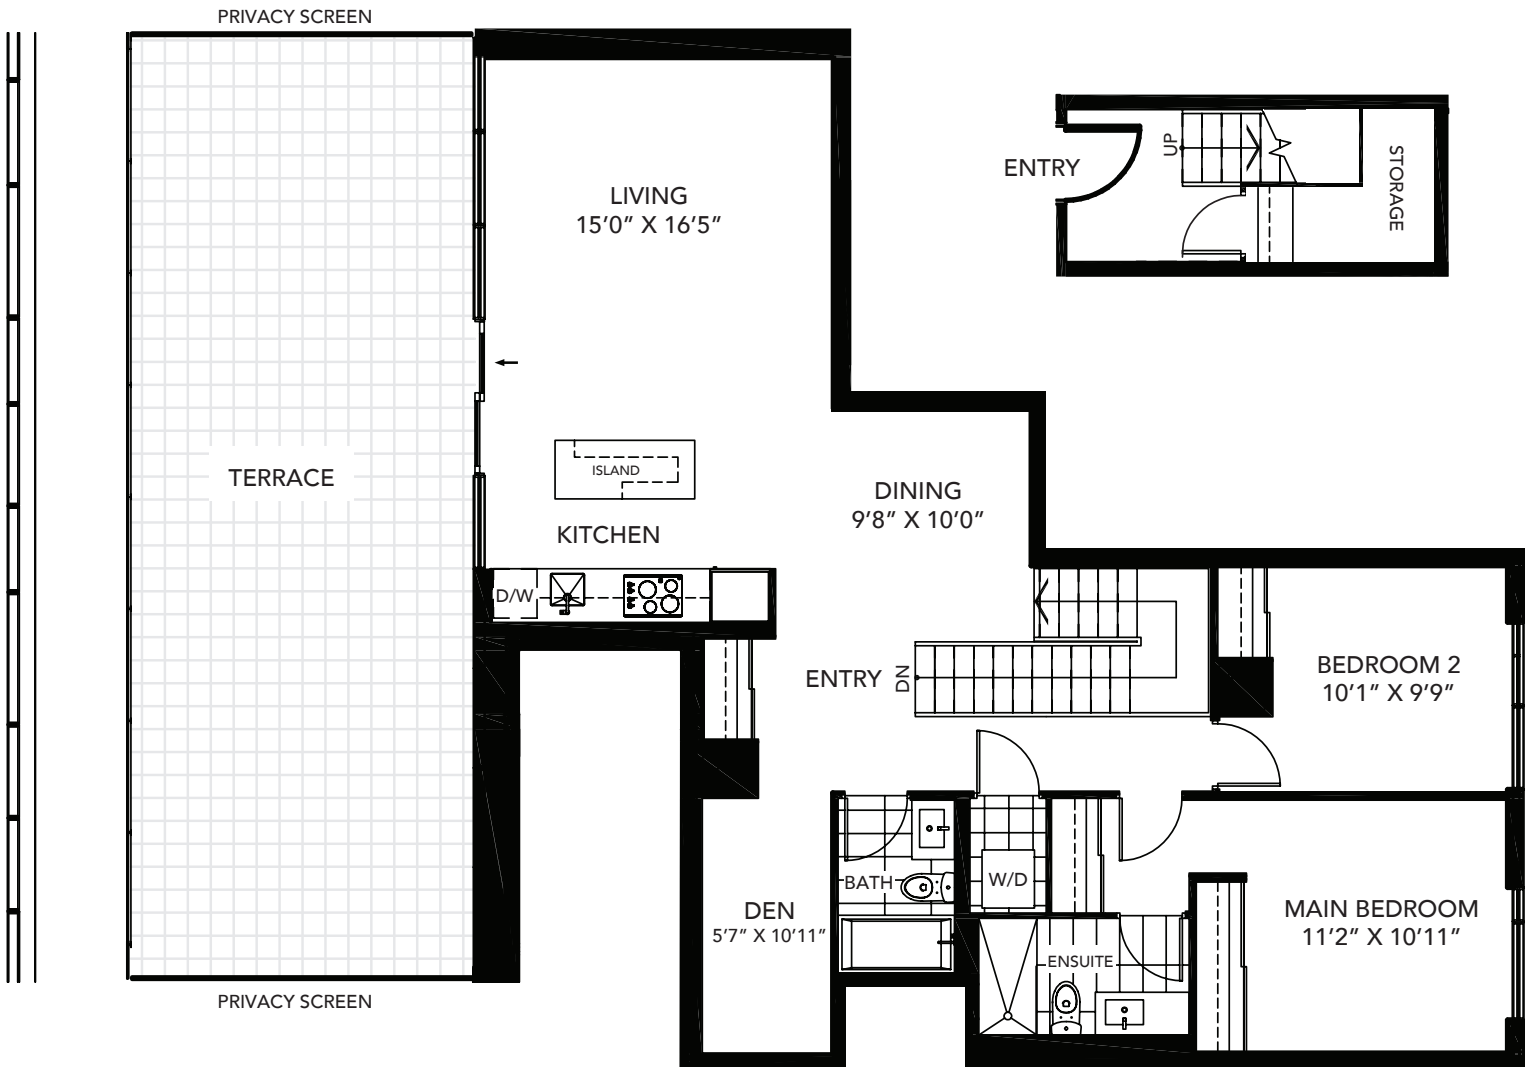 PRIVACY SCREEN
LIVING
15’0” X 16’5”
ENTRY
UP
STORAGE
TERRACE
ISLAND
KITCHEN
DINING
9’8” X 10’0”
D/W
ENTRY
DN
BEDROOM 2
10’1” X 9’9”
BATH
W/D
DEN
5’7” X 10’11”
MAIN BEDROOM
11’2” X 10’11”
ENSUITE
PRIVACY SCREEN